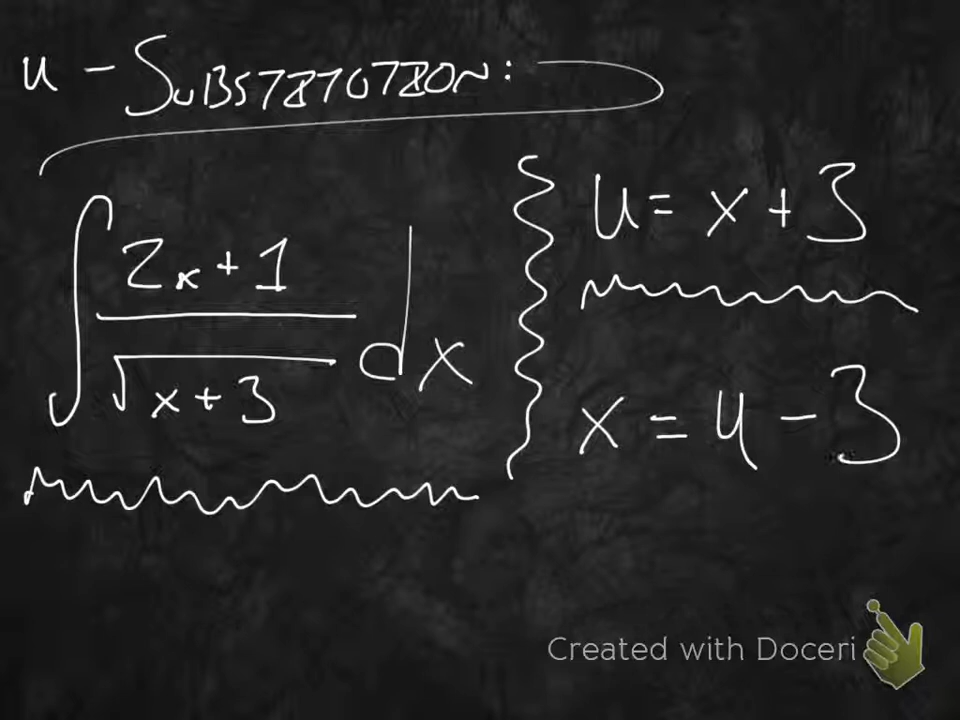 u - SUBSTITUTION:
∫ (2x + 1) / √(x + 3) dx
u = x + 3
x = u - 3
Created with Doceri